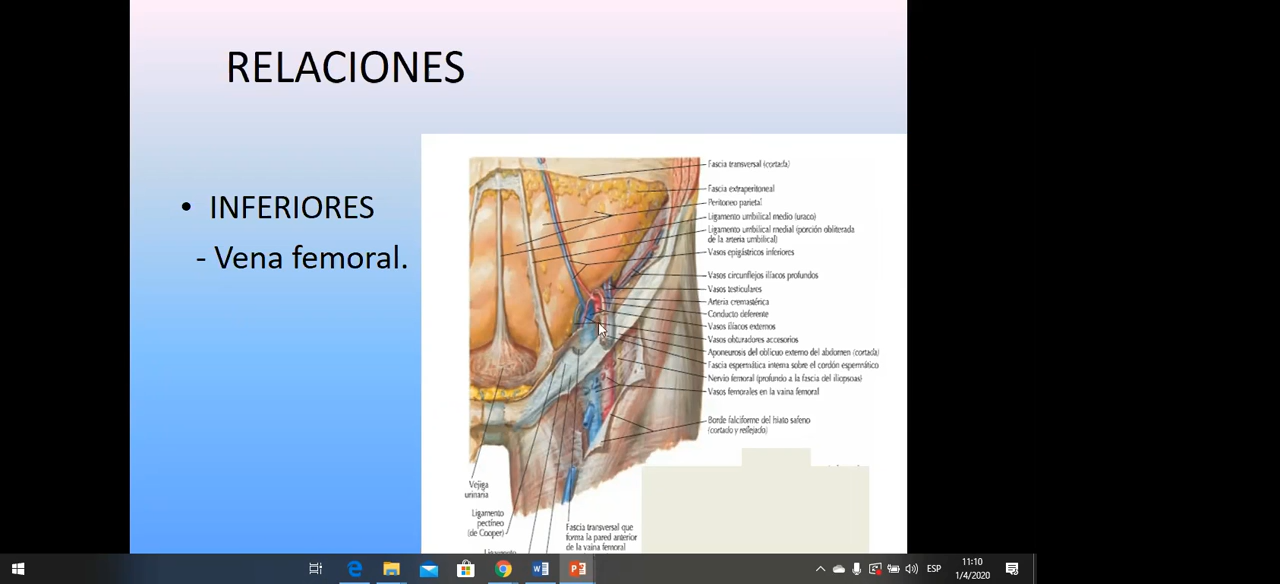 RELACIONES
• INFERIORES
- Vena femoral.
Fascia transversal (cortada)
Fascia extraperitoneal
Peritoneo parietal
Ligamento umbilical medio (uraco)
Ligamento umbilical medial (porción obliterada
de la arteria umbilical)
Vasos epigástricos inferiores
Vasos circunflejos ilíacos profundos
Vasos testiculares
Arteria cremastérica
Conducto deferente
Vasos ilíacos externos
Vasos obturadores accesorios
Aponeurosis del oblicuo externo del abdomen (cortada)
Fascia espermática interna sobre el cordón espermático
Nervio femoral (profundo a la fascia del iliopsoas)
Vasos femorales en la vaina femoral
Borde falciforme del hiato safeno
(cortado y reflejado)
Vejiga
urinaria
Ligamento
pectíneo
(de Cooper)
Fascia transversal que
forma la pared anterior
de la vaina femoral
ESP
11:10
1/4/2020